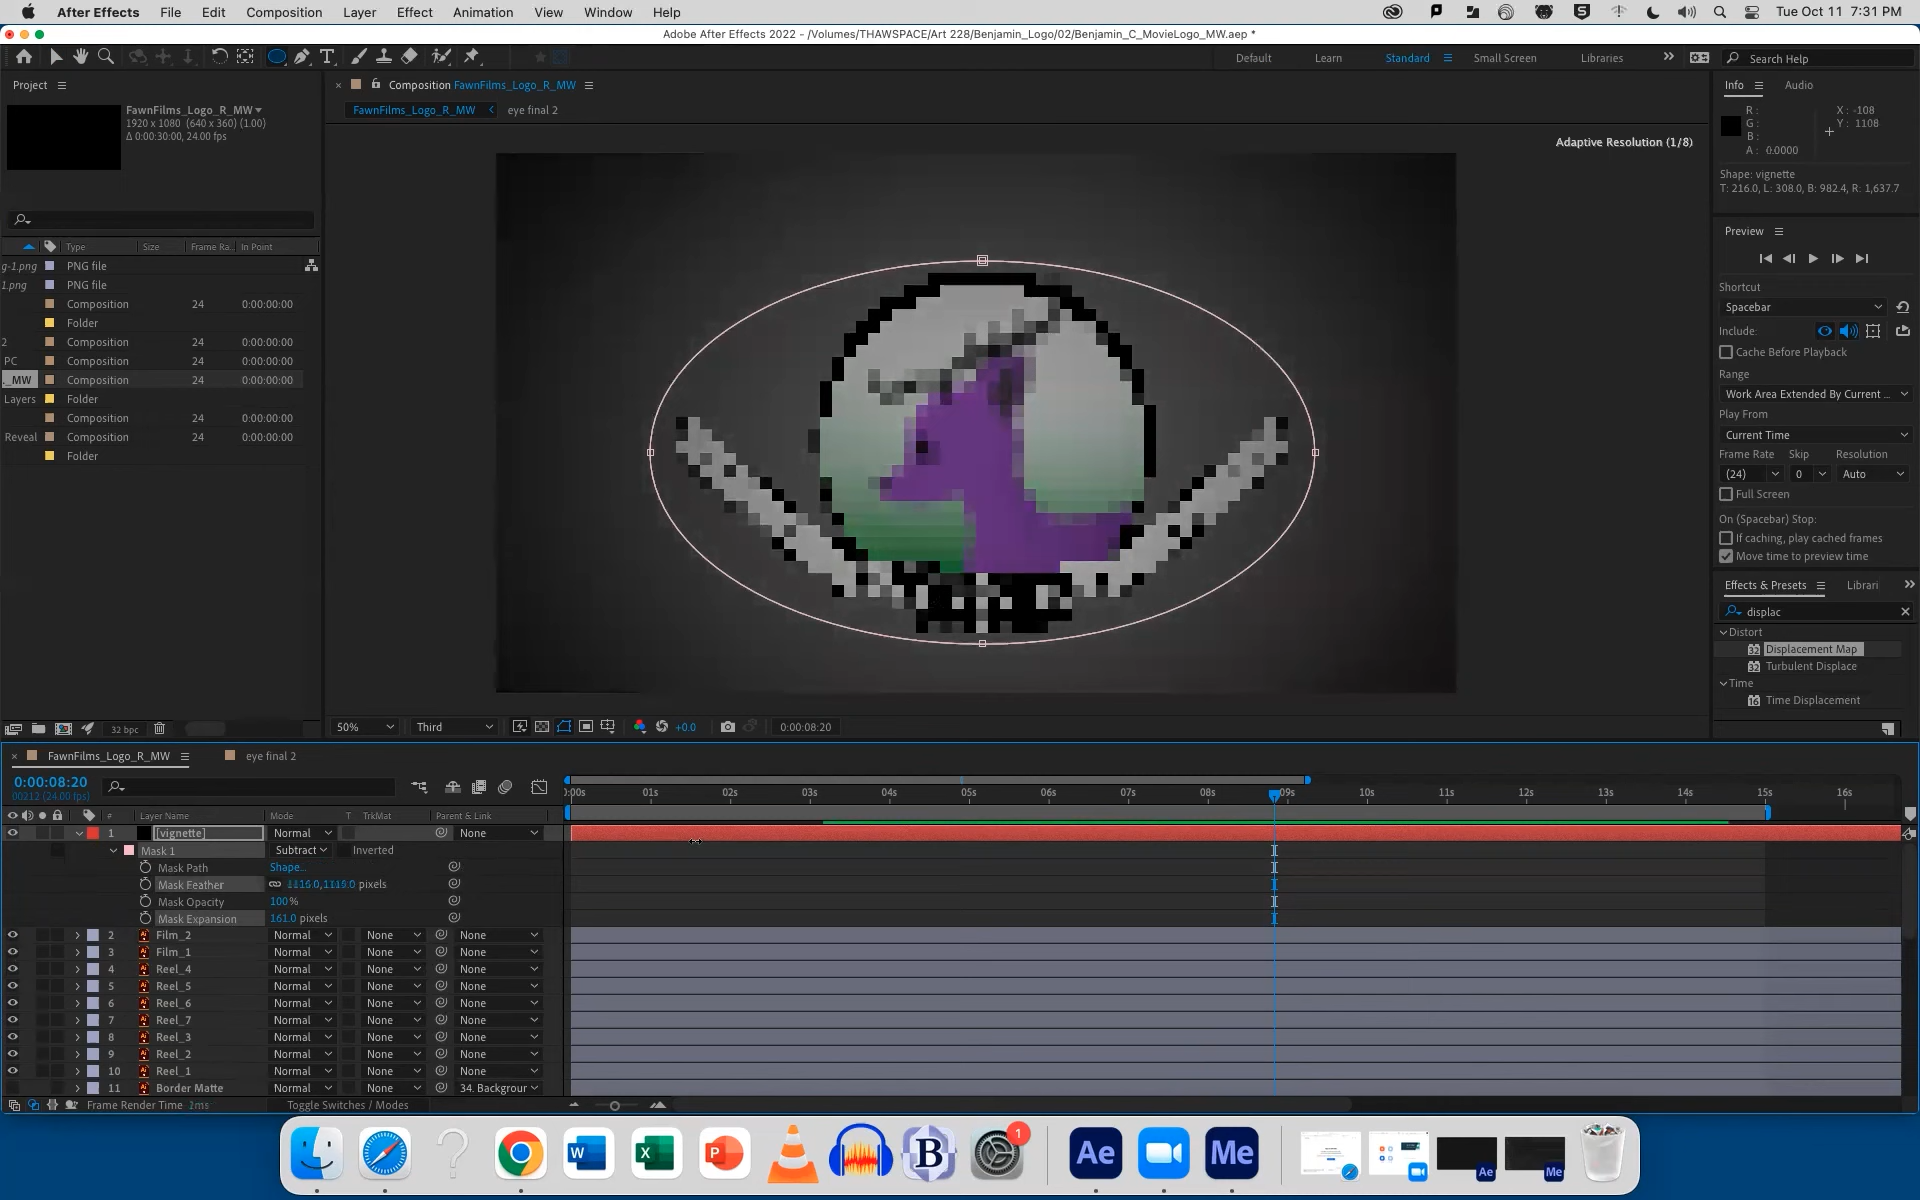 After Effects File Edit Composition Layer Effect Animation View Window Help Tue Oct 11 7:31 PM
Adobe After Effects 2022 - /Volumes/THAWSPACE/Art 228/Benjamin_Logo/02/Benjamin_C_MovieLogo_MW.aep *
Default Learn Standard Small Screen Libraries Search Help
Project
FawnFilms_Logo_R_MW
1920 x 1080 (640 x 360) (1.00)
Δ 0:00:30:00, 24.00 fps
Type Size Frame Ra... In Point
g-1.png PNG file
1.png PNG file
Composition 24 0:00:00:00
Folder
2 Composition 24 0:00:00:00
PC Composition 24 0:00:00:00
_MW Composition 24 0:00:00:00
Layers Folder
Composition 24 0:00:00:00
Reveal Composition 24 0:00:00:00
Folder
32 bpc
Composition FawnFilms_Logo_R_MW
FawnFilms_Logo_R_MW eye final 2
Adaptive Resolution (1/8)
50% Third +0.0 0:00:08:20
Info Audio
R : X : -108
G : Y : 1108
B :
A : 0.0000
Shape: vignette
T: 216.0, L: 308.0, B: 982.4, R: 1,637.7
Preview
Shortcut
Spacebar
Include:
Cache Before Playback
Range
Work Area Extended By Current ...
Play From
Current Time
Frame Rate Skip Resolution
(24) 0 Auto
Full Screen
On (Spacebar) Stop:
If caching, play cached frames
Move time to preview time
Effects & Presets Librari
displac
Distort
32 Displacement Map
32 Turbulent Displace
Time
16 Time Displacement
FawnFilms_Logo_R_MW eye final 2
0:00:08:20
00212 (24.00 fps)
:00s 01s 02s 03s 04s 05s 06s 07s 08s 09s 10s 11s 12s 13s 14s 15s 16s
# Layer Name Mode T TrkMat Parent & Link
1 [vignette] Normal None
Mask 1 Subtract Inverted
Mask Path Shape...
Mask Feather pixels
Mask Opacity 100%
Mask Expansion 161.0 pixels
2 Film_2 Normal None None
3 Film_1 Normal None None
4 Reel_4 Normal None None
5 Reel_5 Normal None None
6 Reel_6 Normal None None
7 Reel_7 Normal None None
8 Reel_3 Normal None None
9 Reel_2 Normal None None
10 Reel_1 Normal None None
11 Border Matte Normal None 34. Backgrour
Frame Render Time 2ms Toggle Switches / Modes
W X P B 1 Ae Me Ae Me